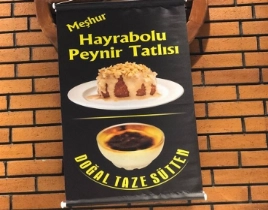 Meşhur
Hayrabolu
Peynir Tatlısı
DOĞAL TAZE SÜTTEN